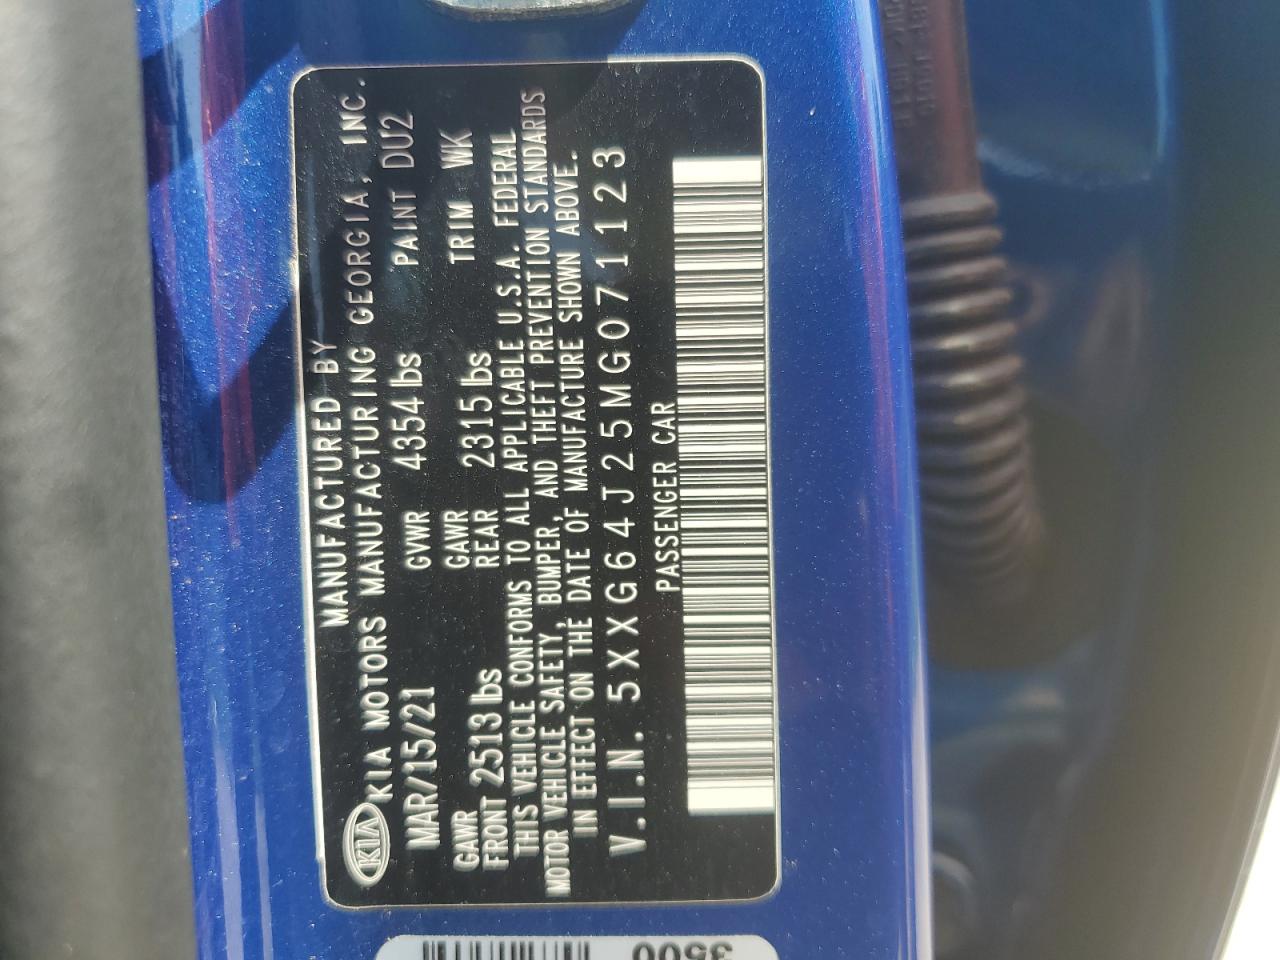 MANUFACTURED BY
KIA KIA MOTORS MANUFACTURING GEORGIA, INC.
MAR/15/21 GVWR 4354 lbs PAINT DU2
GAWR FRONT 2513 lbs GAWR REAR 2315 lbs TRIM WK
THIS VEHICLE CONFORMS TO ALL APPLICABLE U.S.A. FEDERAL
MOTOR VEHICLE SAFETY, BUMPER, AND THEFT PREVENTION STANDARDS
IN EFFECT ON THE DATE OF MANUFACTURE SHOWN ABOVE.
V.I.N. 5XXG64J25MG071123
PASSENGER CAR
3500